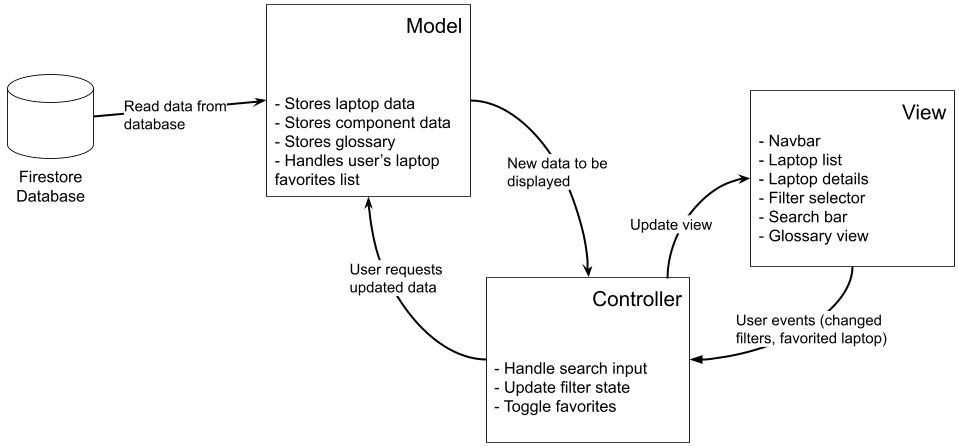 Firestore
Database
Read data from
database
Model
- Stores laptop data
- Stores component data
- Stores glossary
- Handles user’s laptop
favorites list
New data to be
displayed
User requests
updated data
Controller
- Handle search input
- Update filter state
- Toggle favorites
Update view
View
- Navbar
- Laptop list
- Laptop details
- Filter selector
- Search bar
- Glossary view
User events (changed
filters, favorited laptop)